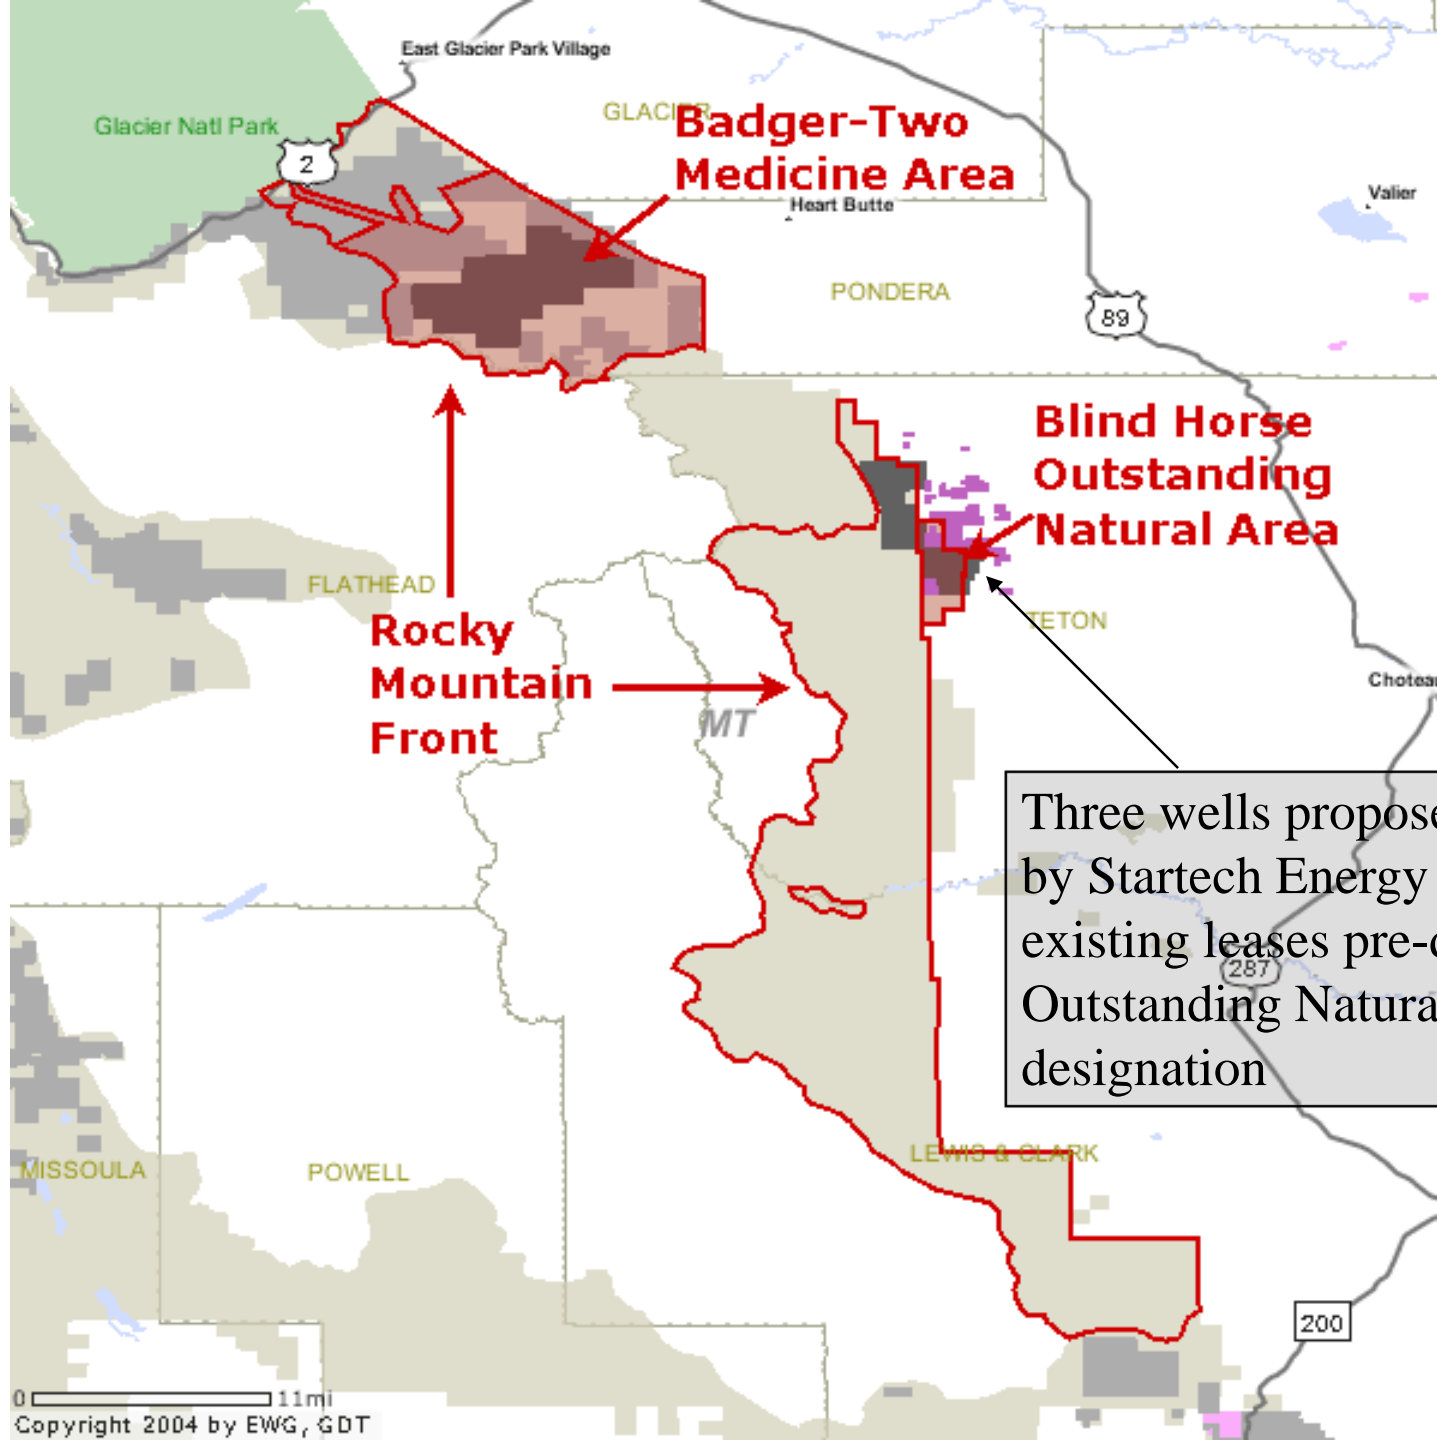 East Glacier Park Village
GLACIER
Glacier Natl Park
Badger-Two
Medicine Area
2
Heart Butte
Valier
PONDERA
89
Blind Horse
Outstanding
Natural Area
FLATHEAD
TETON
Rocky
Mountain
Front
MT
Choteau
Three wells propose
by Startech Energy
existing leases pre-
Outstanding Natura
designation
287
LEWIS & CLARK
MISSOULA
POWELL
200
0 11mi
Copyright 2004 by EWG, GDT